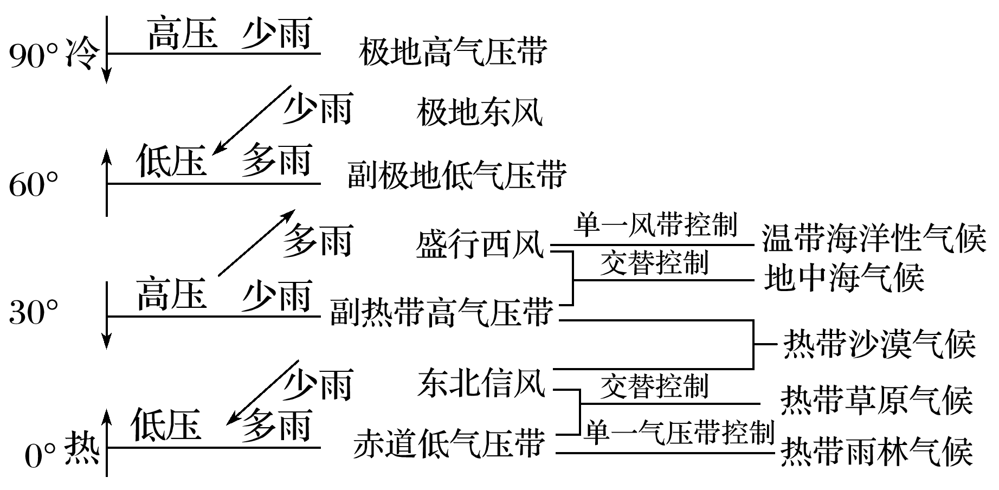 90° 冷 高压 少雨 极地高气压带
少雨 极地东风
60° 低压 多雨 副极地低气压带
单一风带控制
多雨 盛行西风 温带海洋性气候
交替控制 地中海气候
30° 高压 少雨 副热带高气压带
热带沙漠气候
少雨 东北信风 交替控制 热带草原气候
0° 热 低压 多雨 赤道低气压带 单一气压带控制 热带雨林气候